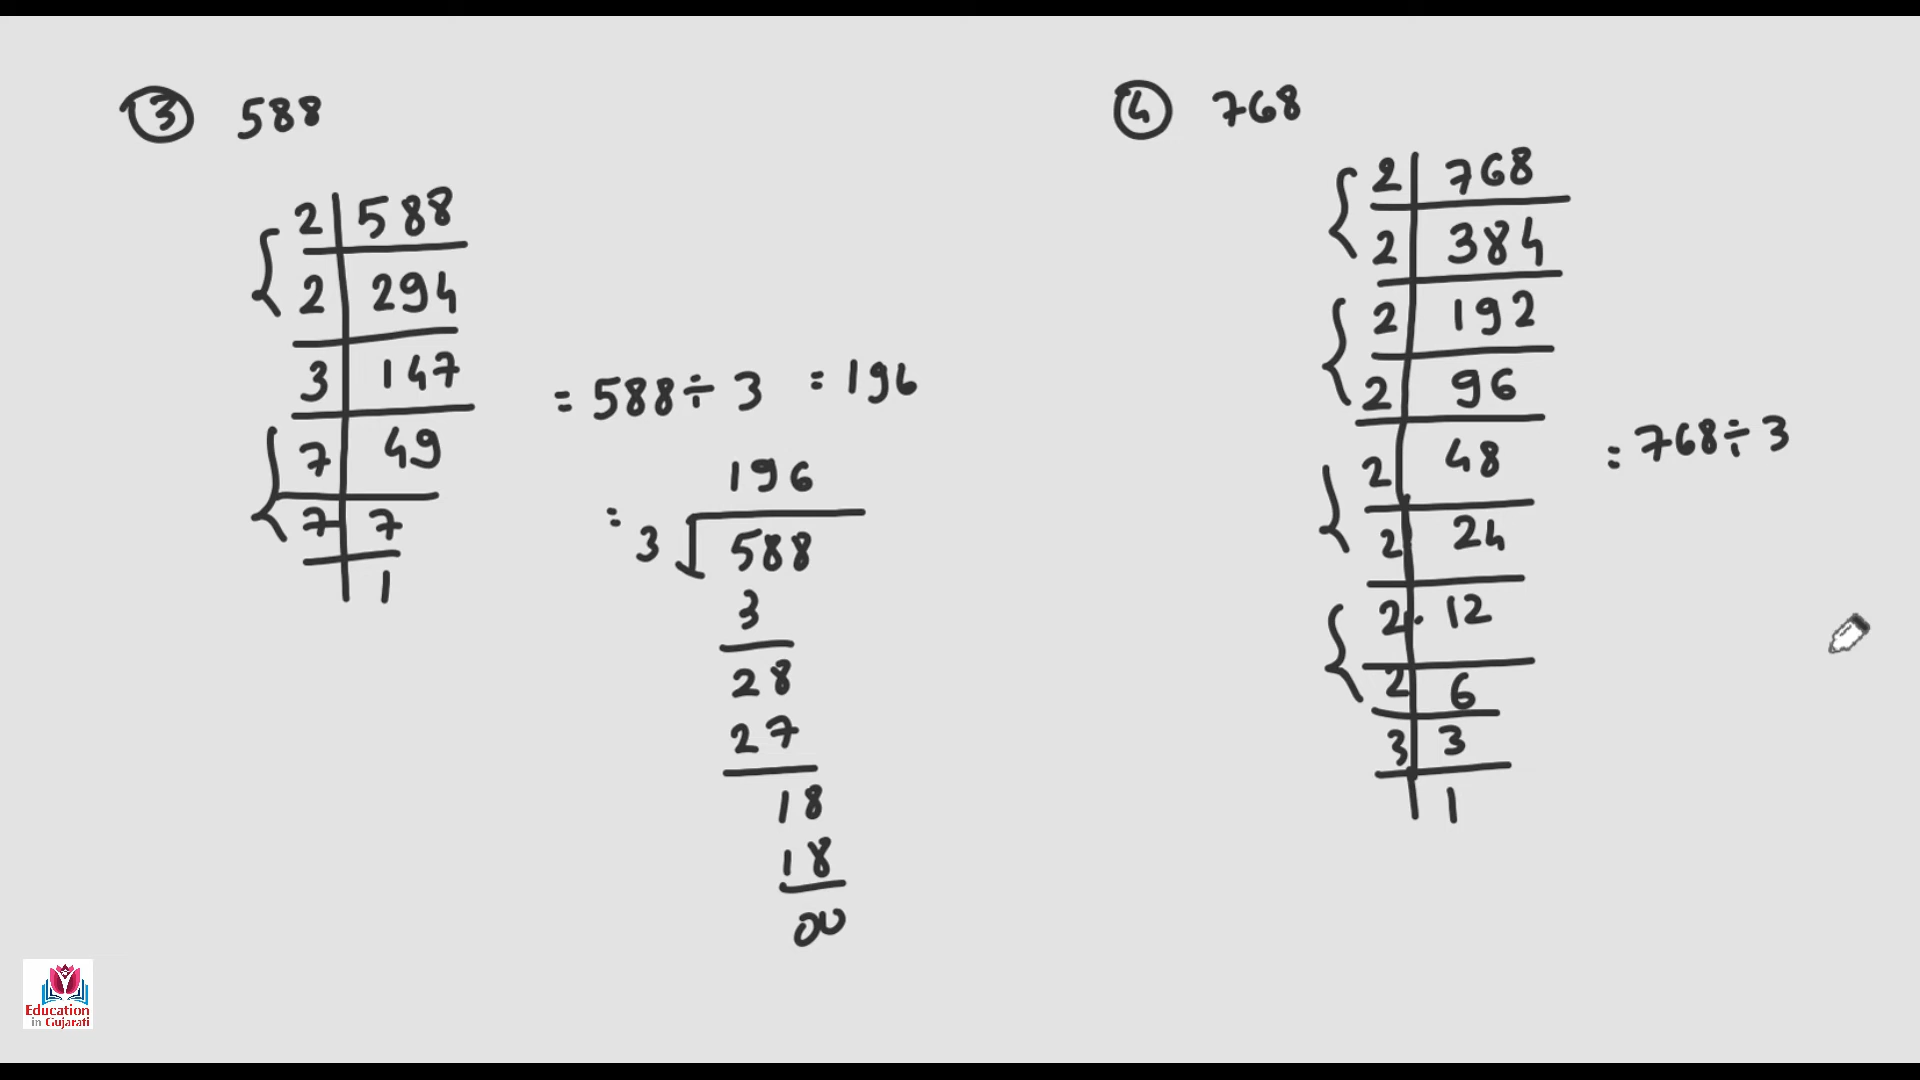 ③ 588
2 | 588
2 | 294
3 | 147
7 | 49
7 | 7
1
= 588 ÷ 3 = 196
196
= 3 √ 588
3
28
27
18
18
00
④ 768
2 | 768
2 | 384
2 | 192
2 | 96
2 | 48
2 | 24
2 | 12
2 | 6
3 | 3
1
= 768 ÷ 3
Education
in Gujarati